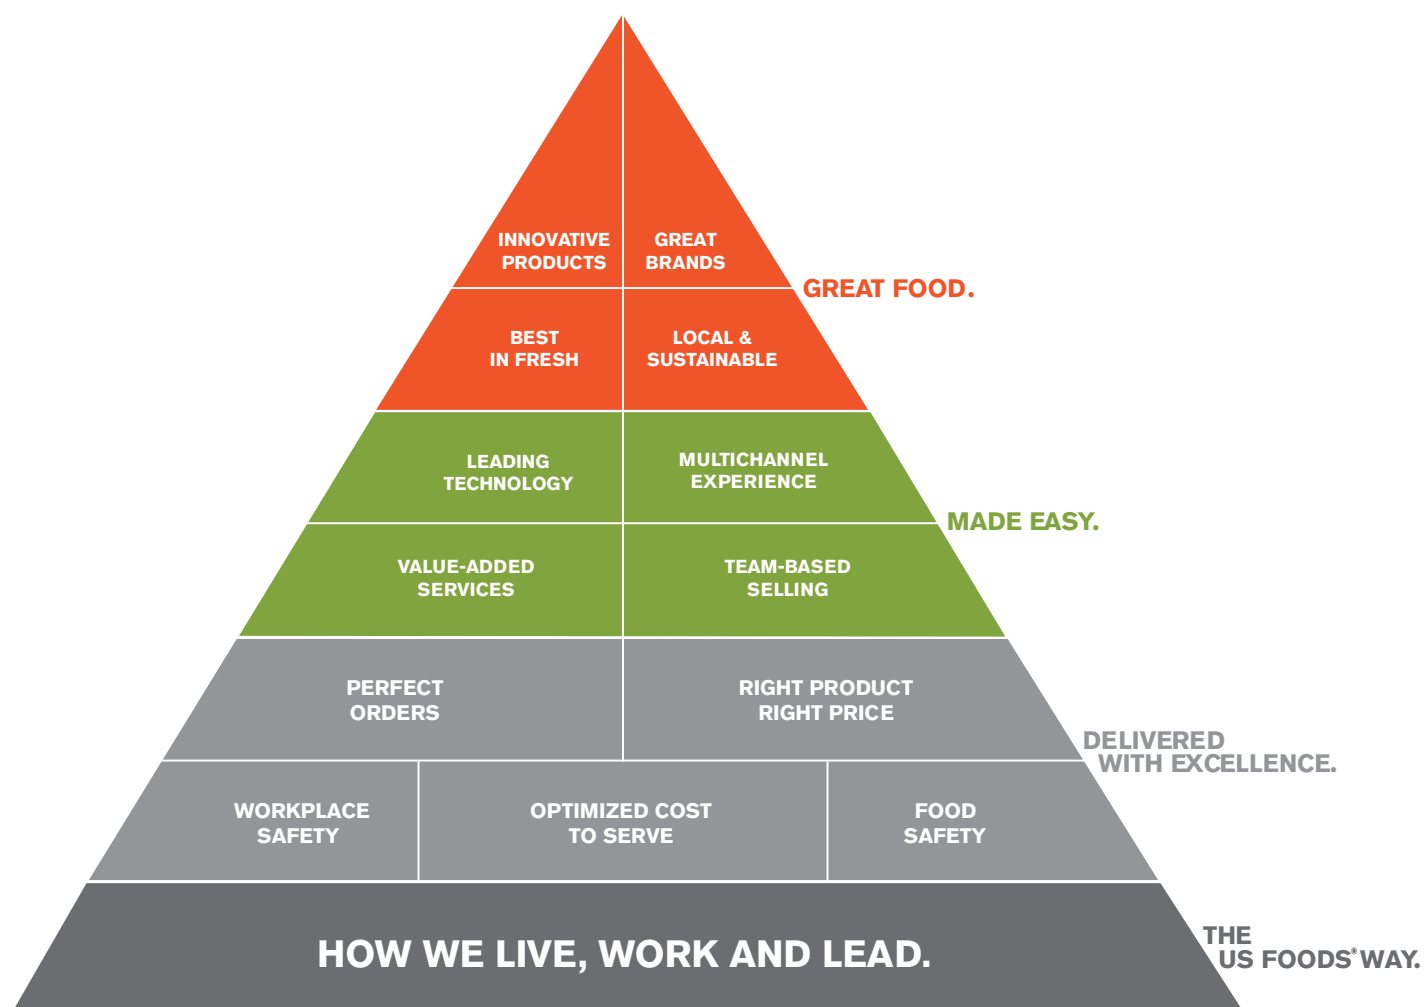 INNOVATIVE
PRODUCTS
GREAT
BRANDS
GREAT FOOD.
BEST
IN FRESH
LOCAL &
SUSTAINABLE
LEADING
TECHNOLOGY
MULTICHANNEL
EXPERIENCE
MADE EASY.
VALUE-ADDED
SERVICES
TEAM-BASED
SELLING
PERFECT
ORDERS
RIGHT PRODUCT
RIGHT PRICE
DELIVERED
WITH EXCELLENCE.
WORKPLACE
SAFETY
OPTIMIZED COST
TO SERVE
FOOD
SAFETY
HOW WE LIVE, WORK AND LEAD.
THE
US FOODS® WAY.